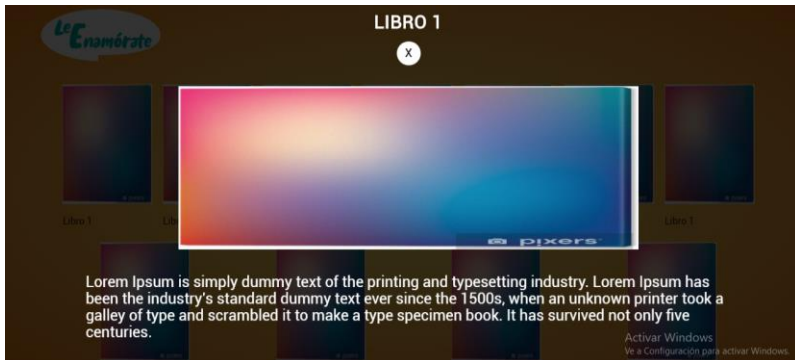 Le Enamórate
LIBRO 1
X
pixers
Libro 1
Libro 1
Lorem Ipsum is simply dummy text of the printing and typesetting industry. Lorem Ipsum has
been the industry's standard dummy text ever since the 1500s, when an unknown printer took a
galley of type and scrambled it to make a type specimen book. It has survived not only five
centuries.
Activar Windows
Ve a Configuración para activar Windows.